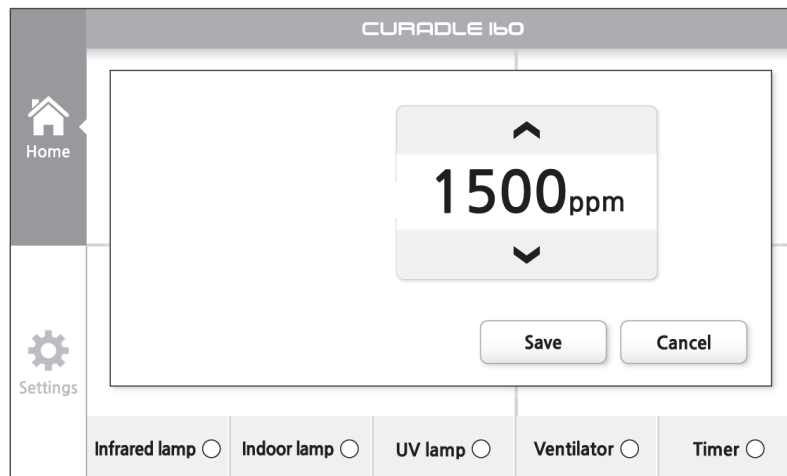 CURADLE 160
Home
1500ppm
Save Cancel
Settings
Infrared lamp Indoor lamp UV lamp Ventilator Timer